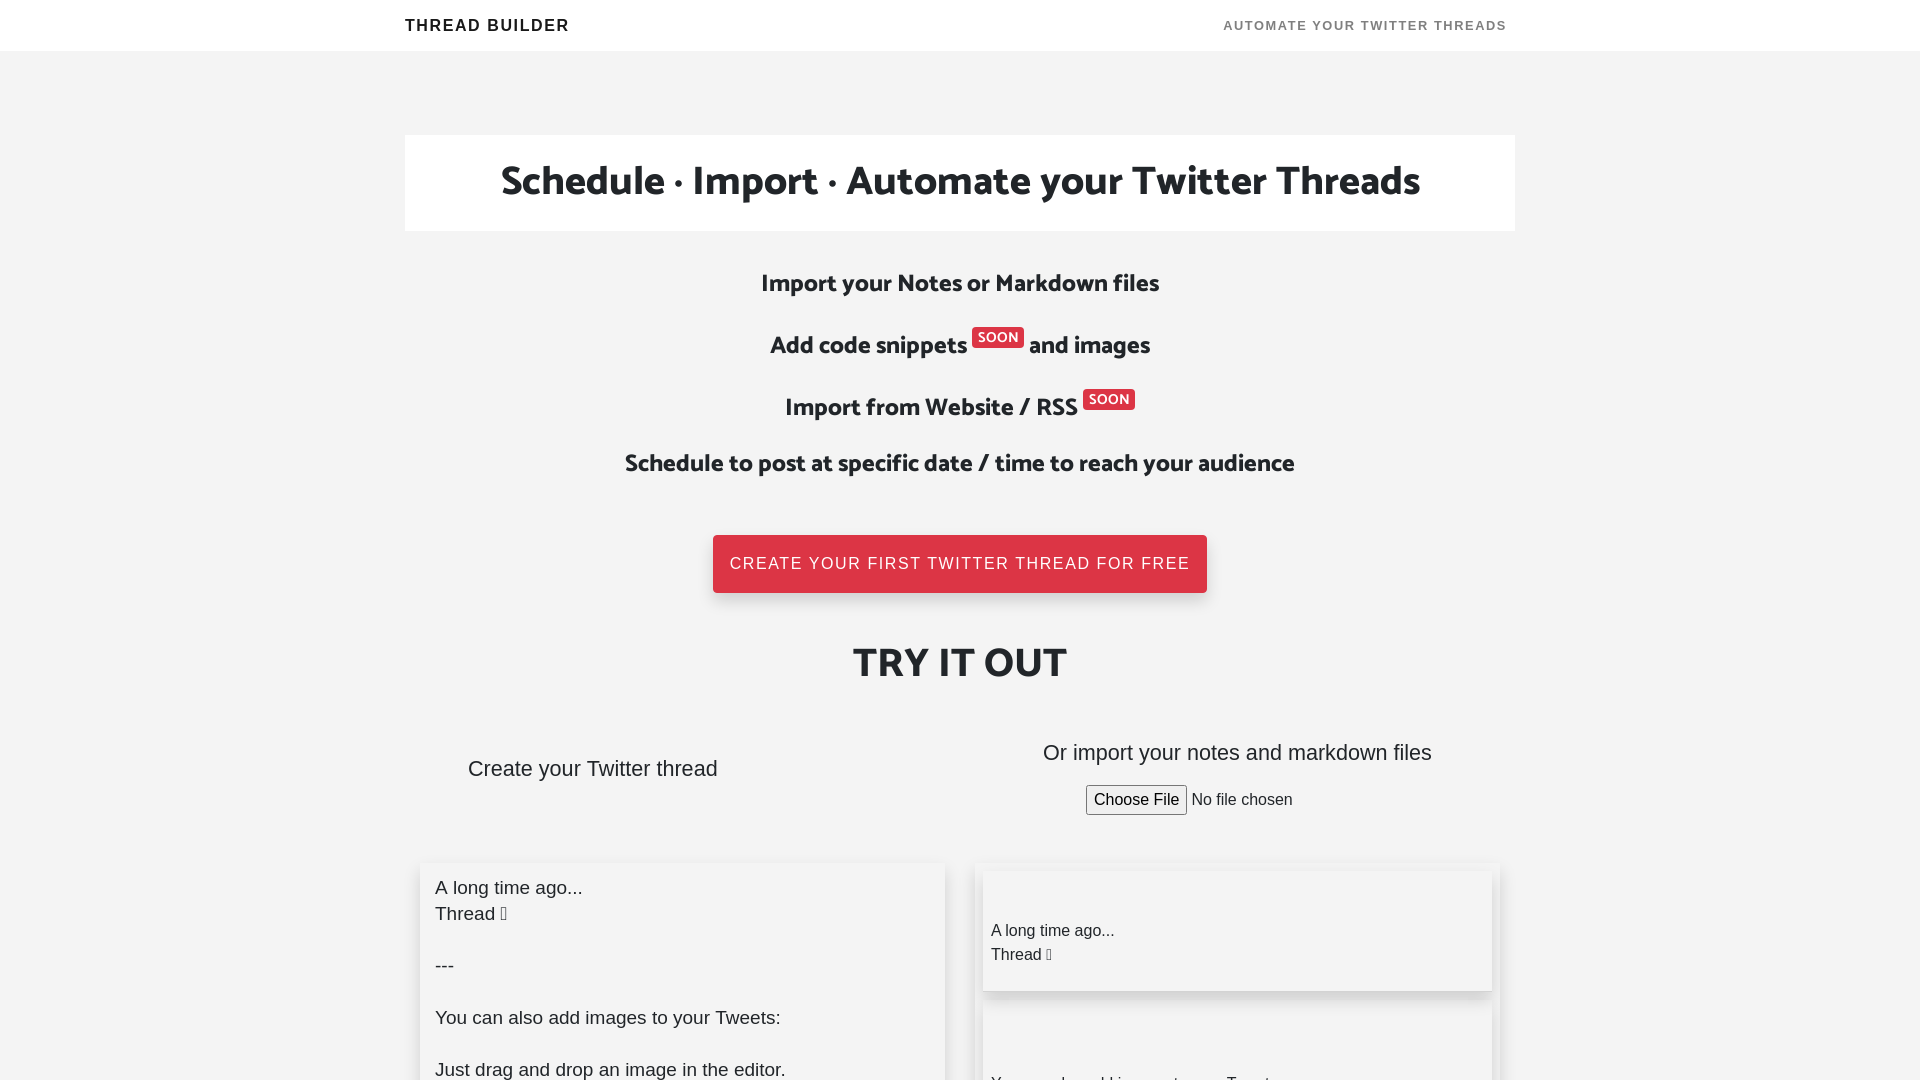 THREAD BUILDER
AUTOMATE YOUR TWITTER THREADS
Schedule · Import · Automate your Twitter Threads
Import your Notes or Markdown files
Add code snippets SOON and images
Import from Website / RSS SOON
Schedule to post at specific date / time to reach your audience
CREATE YOUR FIRST TWITTER THREAD FOR FREE
TRY IT OUT
Create your Twitter thread
Or import your notes and markdown files
Choose File No file chosen
A long time ago...
Thread
---
You can also add images to your Tweets:
Just drag and drop an image in the editor.
A long time ago...
Thread